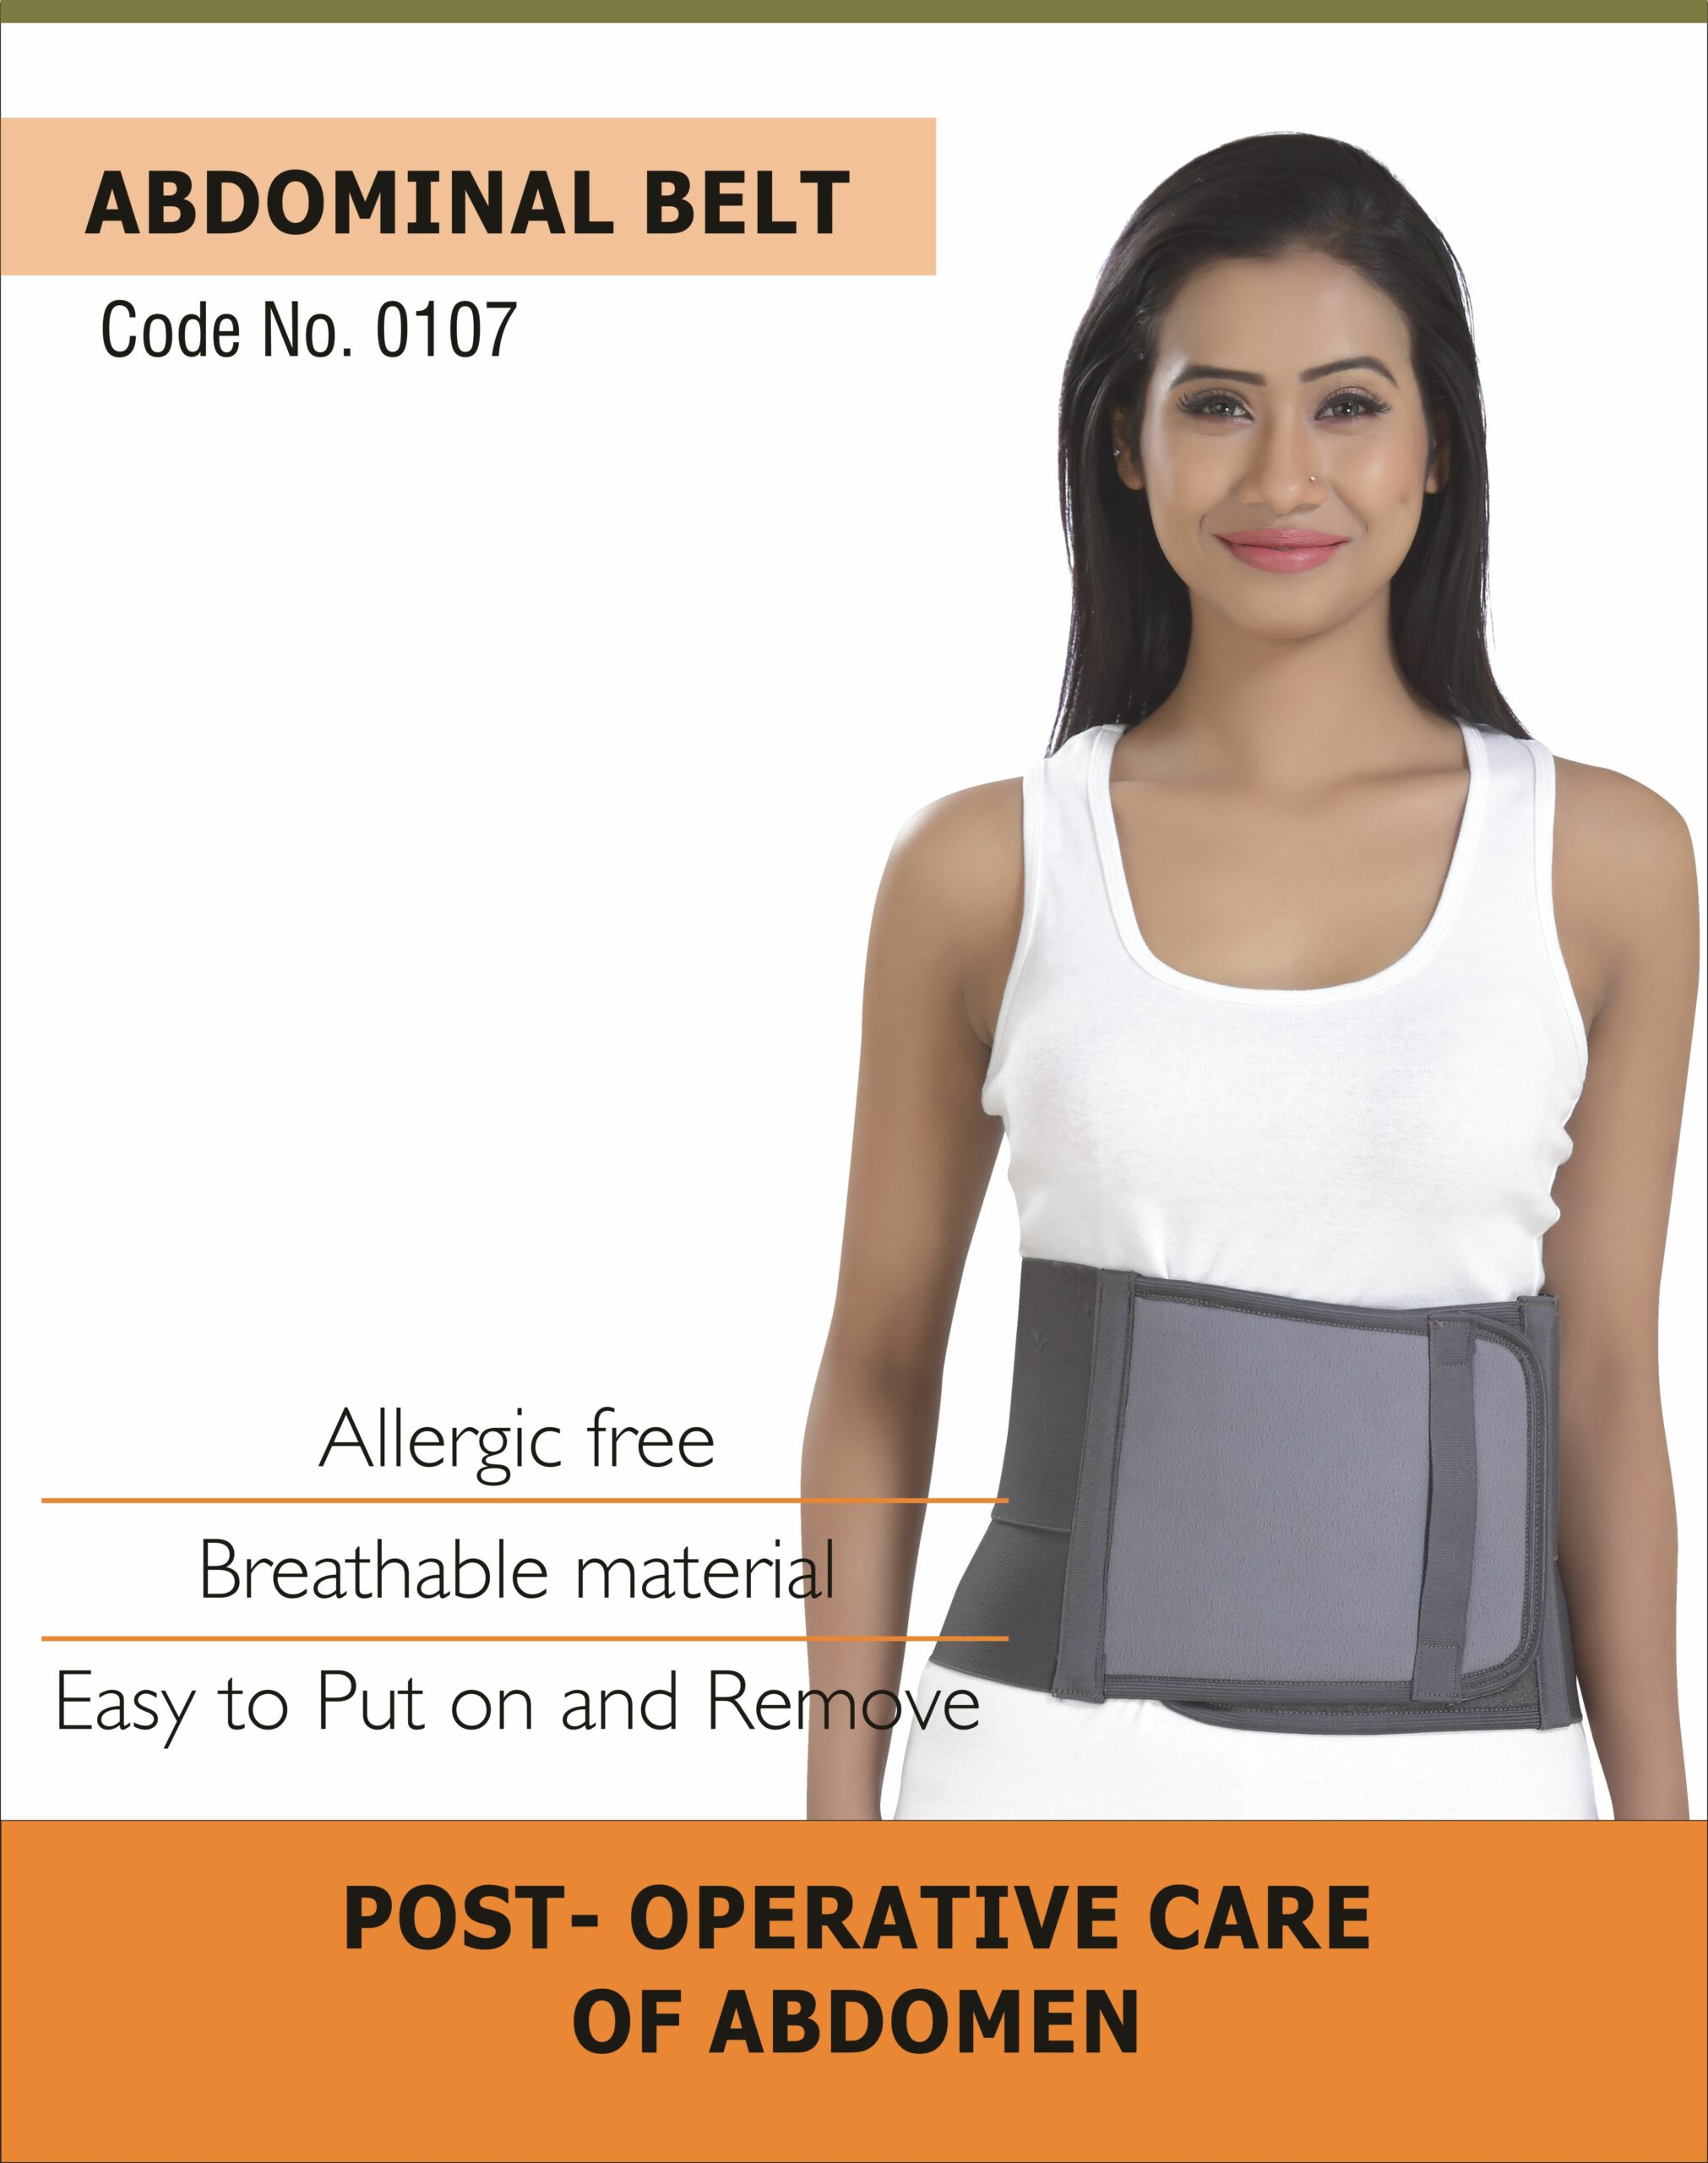 ABDOMINAL BELT
Code No. 0107
Allergic free
Breathable material
Easy to Put on and Remove
POST- OPERATIVE CARE
OF ABDOMEN